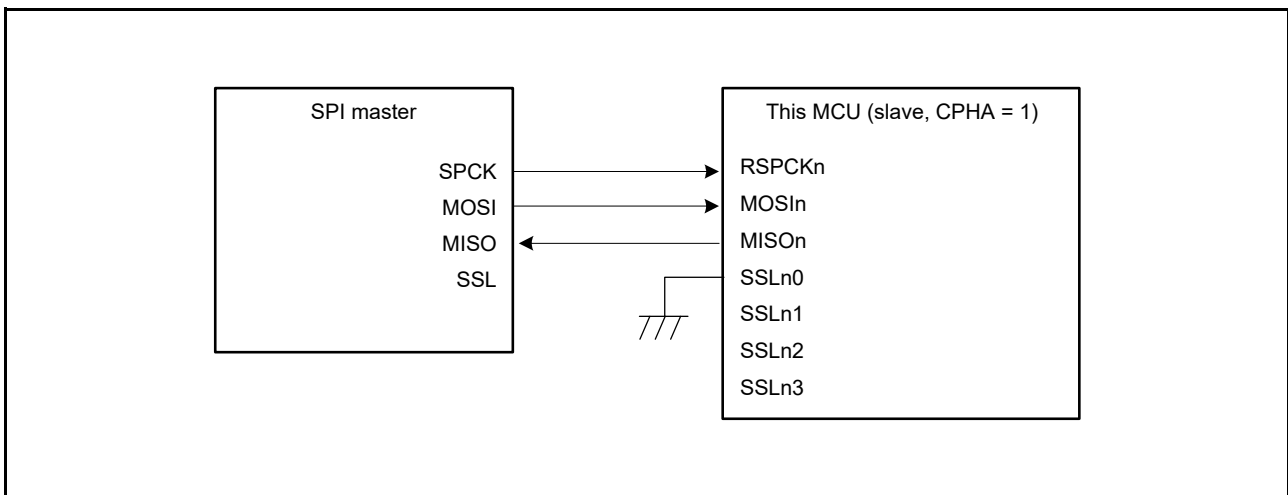 SPI master
SPCK
MOSI
MISO
SSL
This MCU (slave, CPHA = 1)
RSPCKn
MOSIn
MISOn
SSLn0
SSLn1
SSLn2
SSLn3